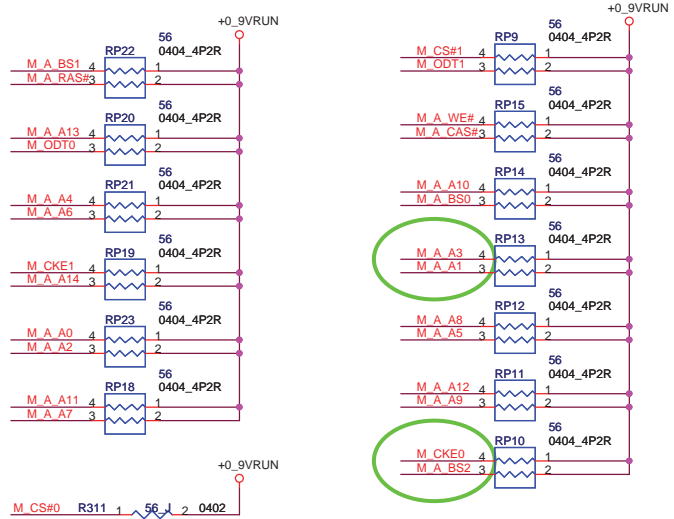 +0_9VRUN
56
RP22 0404_4P2R
M_A_BS1 4 1
M_A_RAS# 3 2
56
RP20 0404_4P2R
M_A_A13 4 1
M_ODT0 3 2
56
RP21 0404_4P2R
M_A_A4 4 1
M_A_A6 3 2
56
RP19 0404_4P2R
M_CKE1 4 1
M_A_A14 3 2
56
RP23 0404_4P2R
M_A_A0 4 1
M_A_A2 3 2
56
RP18 0404_4P2R
M_A_A11 4 1
M_A_A7 3 2
+0_9VRUN
M_CS#0 R311 1 56_J 2 0402
+0_9VRUN
56
RP9 0404_4P2R
M_CS#1 4 1
M_ODT1 3 2
56
RP15 0404_4P2R
M_A_WE# 4 1
M_A_CAS# 3 2
56
RP14 0404_4P2R
M_A_A10 4 1
M_A_BS0 3 2
56
RP13 0404_4P2R
M_A_A3 4 1
M_A_A1 3 2
56
RP12 0404_4P2R
M_A_A8 4 1
M_A_A5 3 2
56
RP11 0404_4P2R
M_A_A12 4 1
M_A_A9 3 2
56
RP10 0404_4P2R
M_CKE0 4 1
M_A_BS2 3 2